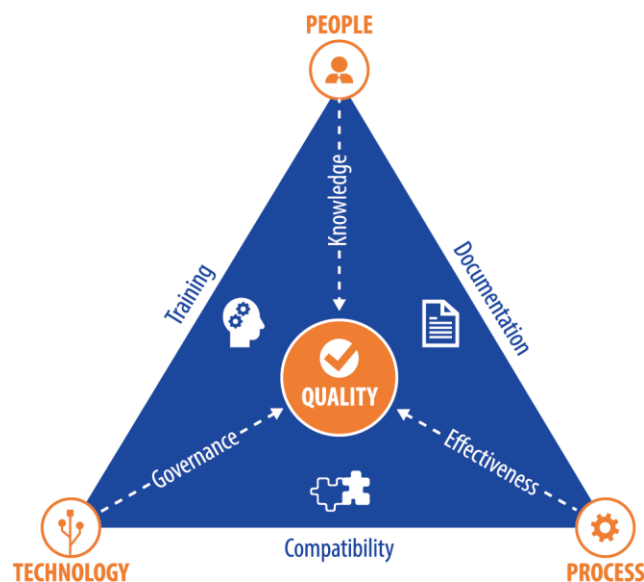 PEOPLE
Knowledge
Training
Documentation
QUALITY
Governance
Effectiveness
TECHNOLOGY
Compatibility
PROCESS